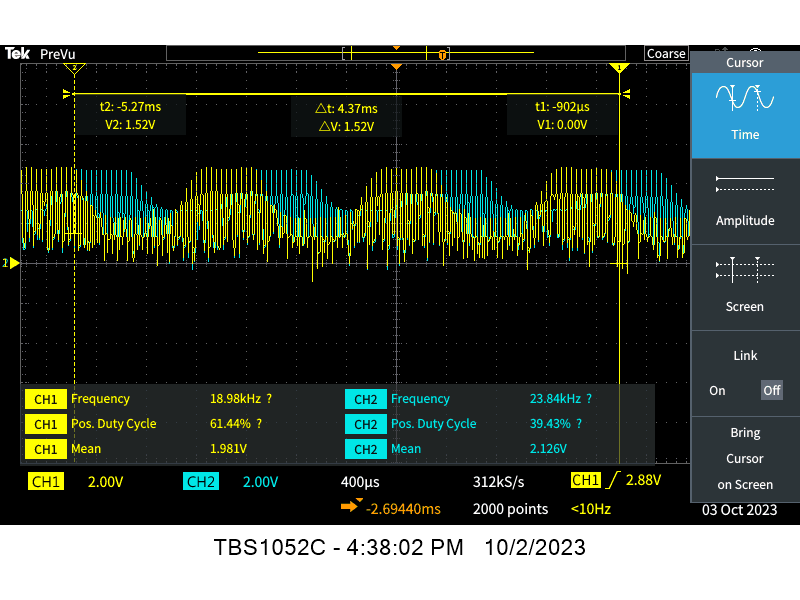 Tek PreVu
Coarse
Cursor
2
1
t2: -5.27ms
V2: 1.52V
△t: 4.37ms
△V: 1.52V
t1: -902µs
V1: 0.00V
Time
Amplitude
2
Screen
Link
On Off
CH1 Frequency 18.98kHz ? CH2 Frequency 23.84kHz ?
CH1 Pos. Duty Cycle 61.44% ? CH2 Pos. Duty Cycle 39.43% ?
CH1 Mean 1.981V CH2 Mean 2.126V
Bring
Cursor
on Screen
CH1 2.00V CH2 2.00V 400µs 312kS/s CH1 2.88V
-2.69440ms 2000 points <10Hz 03 Oct 2023
TBS1052C - 4:38:02 PM 10/2/2023